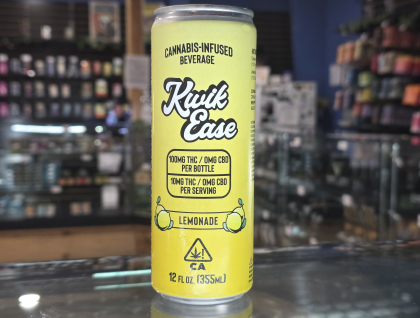 CANNABIS-INFUSED
BEVERAGE
Kwik
Ease
100MG THC / 0MG CBD
PER BOTTLE
10MG THC / 0MG CBD
PER SERVING
LEMONADE
!
CA
12 FL OZ. (355ML)